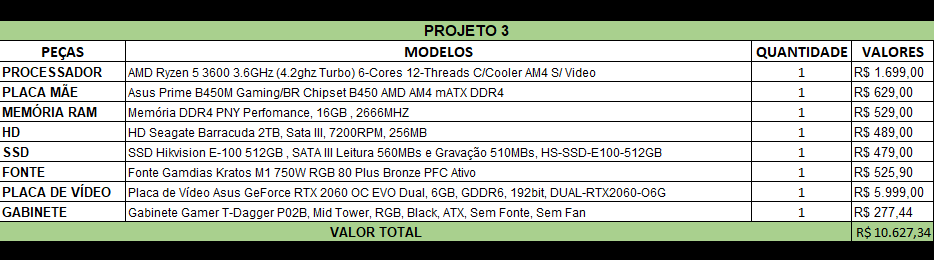 PROJETO 3
PEÇAS MODELOS QUANTIDADE VALORES
PROCESSADOR AMD Ryzen 5 3600 3.6GHz (4.2ghz Turbo) 6-Cores 12-Threads C/Cooler AM4 S/ Video 1 R$ 1.699,00
PLACA MÃE Asus Prime B450M Gaming/BR Chipset B450 AMD AM4 mATX DDR4 1 R$ 629,00
MEMÓRIA RAM Memória DDR4 PNY Perfomance, 16GB , 2666MHZ 1 R$ 529,00
HD HD Seagate Barracuda 2TB, Sata III, 7200RPM, 256MB 1 R$ 489,00
SSD SSD Hikvision E-100 512GB , SATA III Leitura 560MBs e Gravação 510MBs, HS-SSD-E100-512GB 1 R$ 479,00
FONTE Fonte Gamdias Kratos M1 750W RGB 80 Plus Bronze PFC Ativo 1 R$ 525,90
PLACA DE VÍDEO Placa de Vídeo Asus GeForce RTX 2060 OC EVO Dual, 6GB, GDDR6, 192bit, DUAL-RTX2060-O6G 1 R$ 5.999,00
GABINETE Gabinete Gamer T-Dagger P02B, Mid Tower, RGB, Black, ATX, Sem Fonte, Sem Fan 1 R$ 277,44
VALOR TOTAL R$ 10.627,34